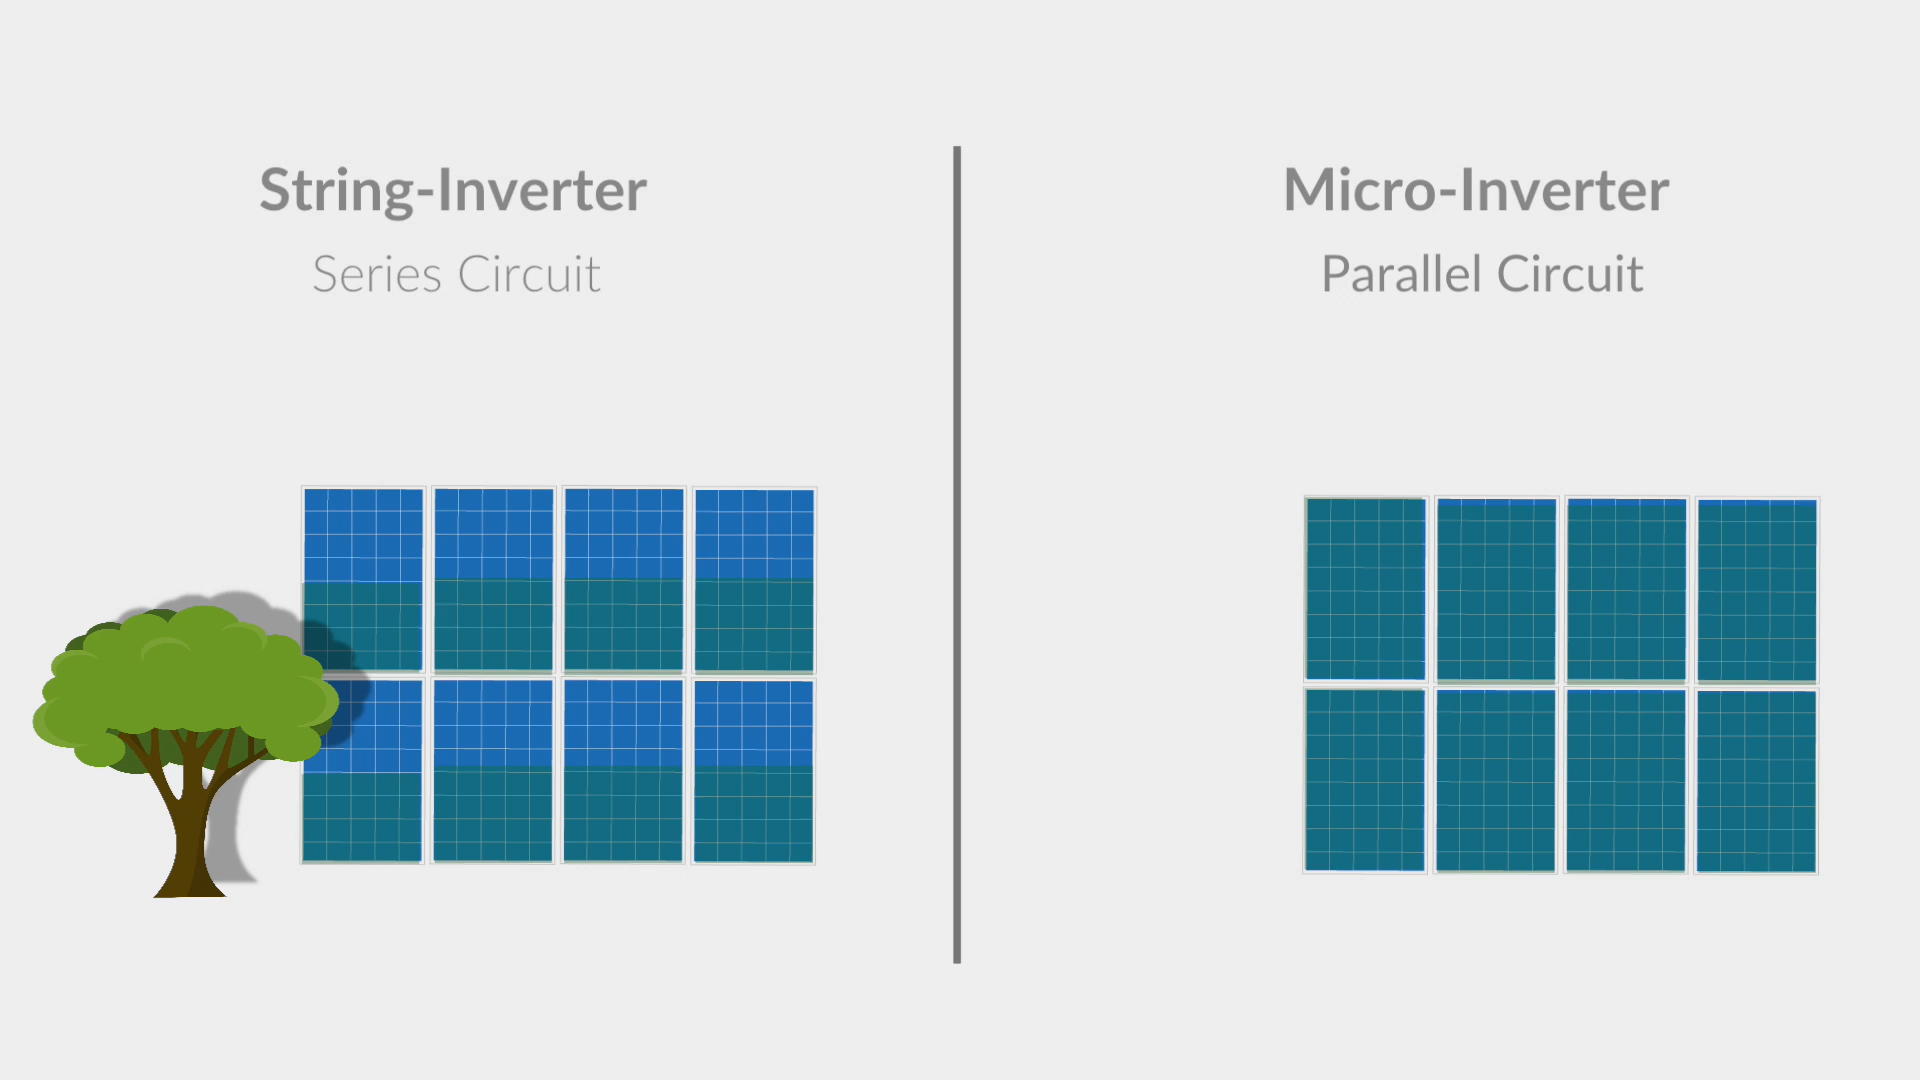 String-Inverter
Series Circuit
Micro-Inverter
Parallel Circuit